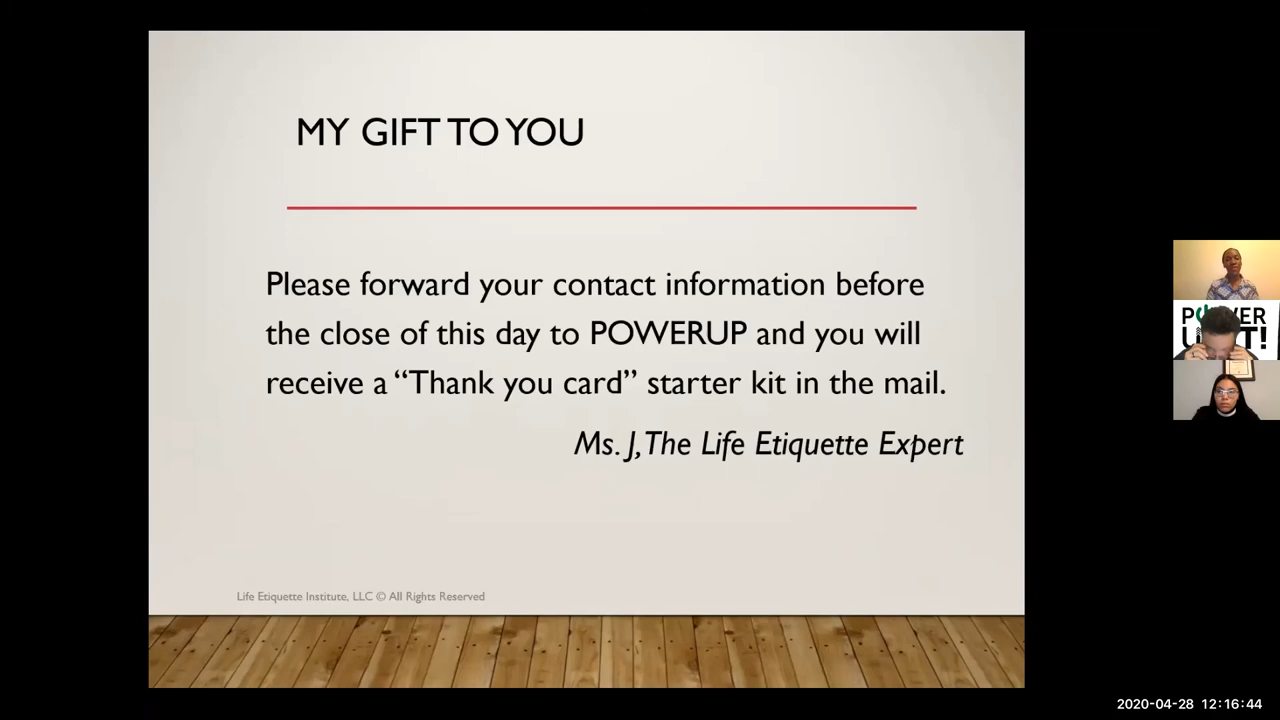 MY GIFT TO YOU
Please forward your contact information before
the close of this day to POWERUP and you will
receive a “Thank you card” starter kit in the mail.
Ms. J, The Life Etiquette Expert
Life Etiquette Institute, LLC © All Rights Reserved
2020-04-28 12:16:44